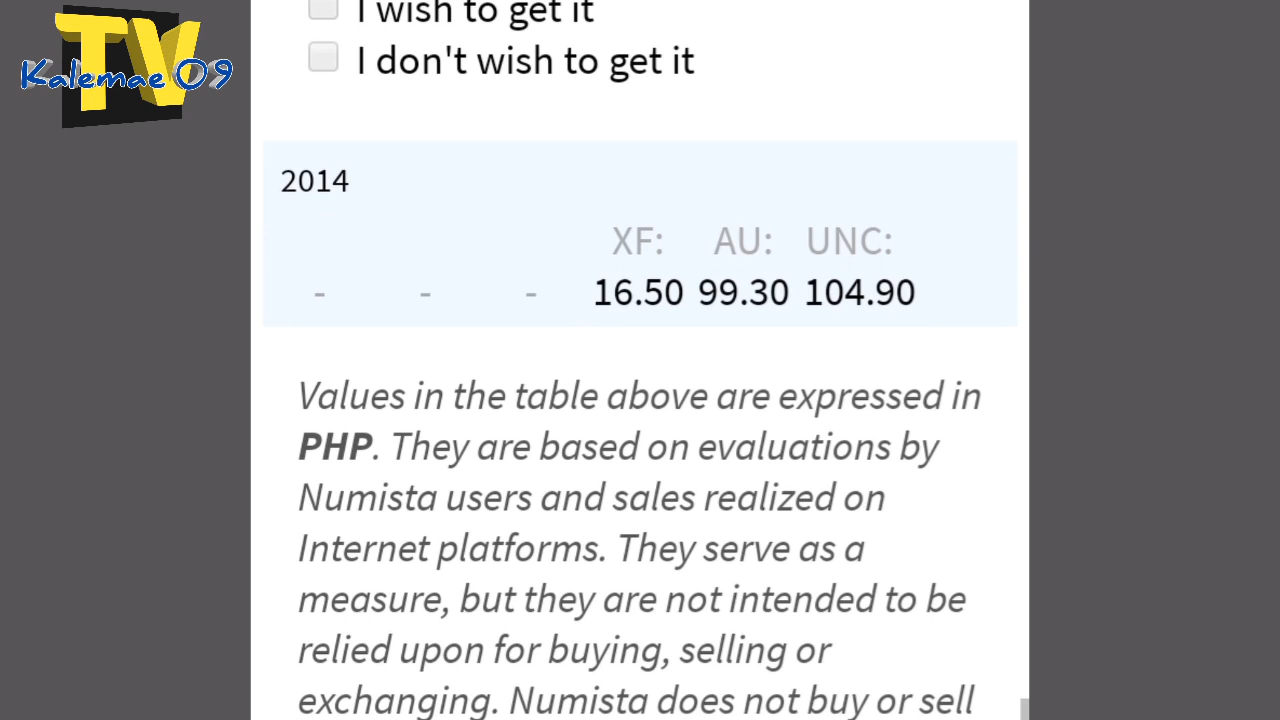 TV
Kalemae 09
I wish to get it
I don't wish to get it
2014
XF: AU: UNC:
- - - 16.50 99.30 104.90
Values in the table above are expressed in
PHP. They are based on evaluations by
Numista users and sales realized on
Internet platforms. They serve as a
measure, but they are not intended to be
relied upon for buying, selling or
exchanging. Numista does not buy or sell